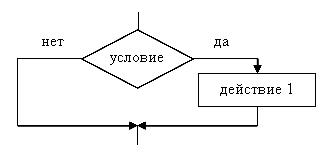 нет да
условие
действие 1